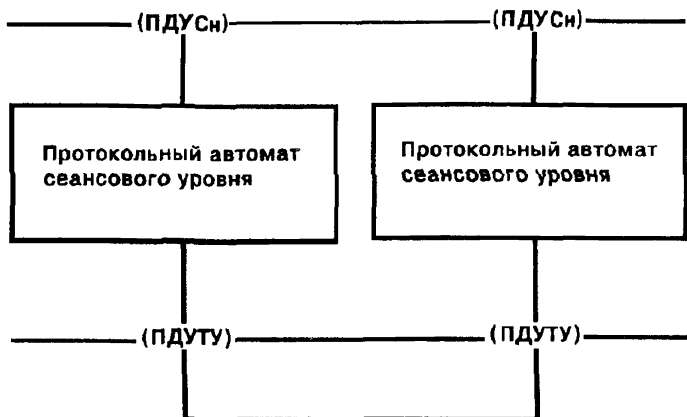 (ПДУСн) (ПДУСн)
Протокольный автомат
сеансового уровня
Протокольный автомат
сеансового уровня
(ПДУТУ) (ПДУТУ)